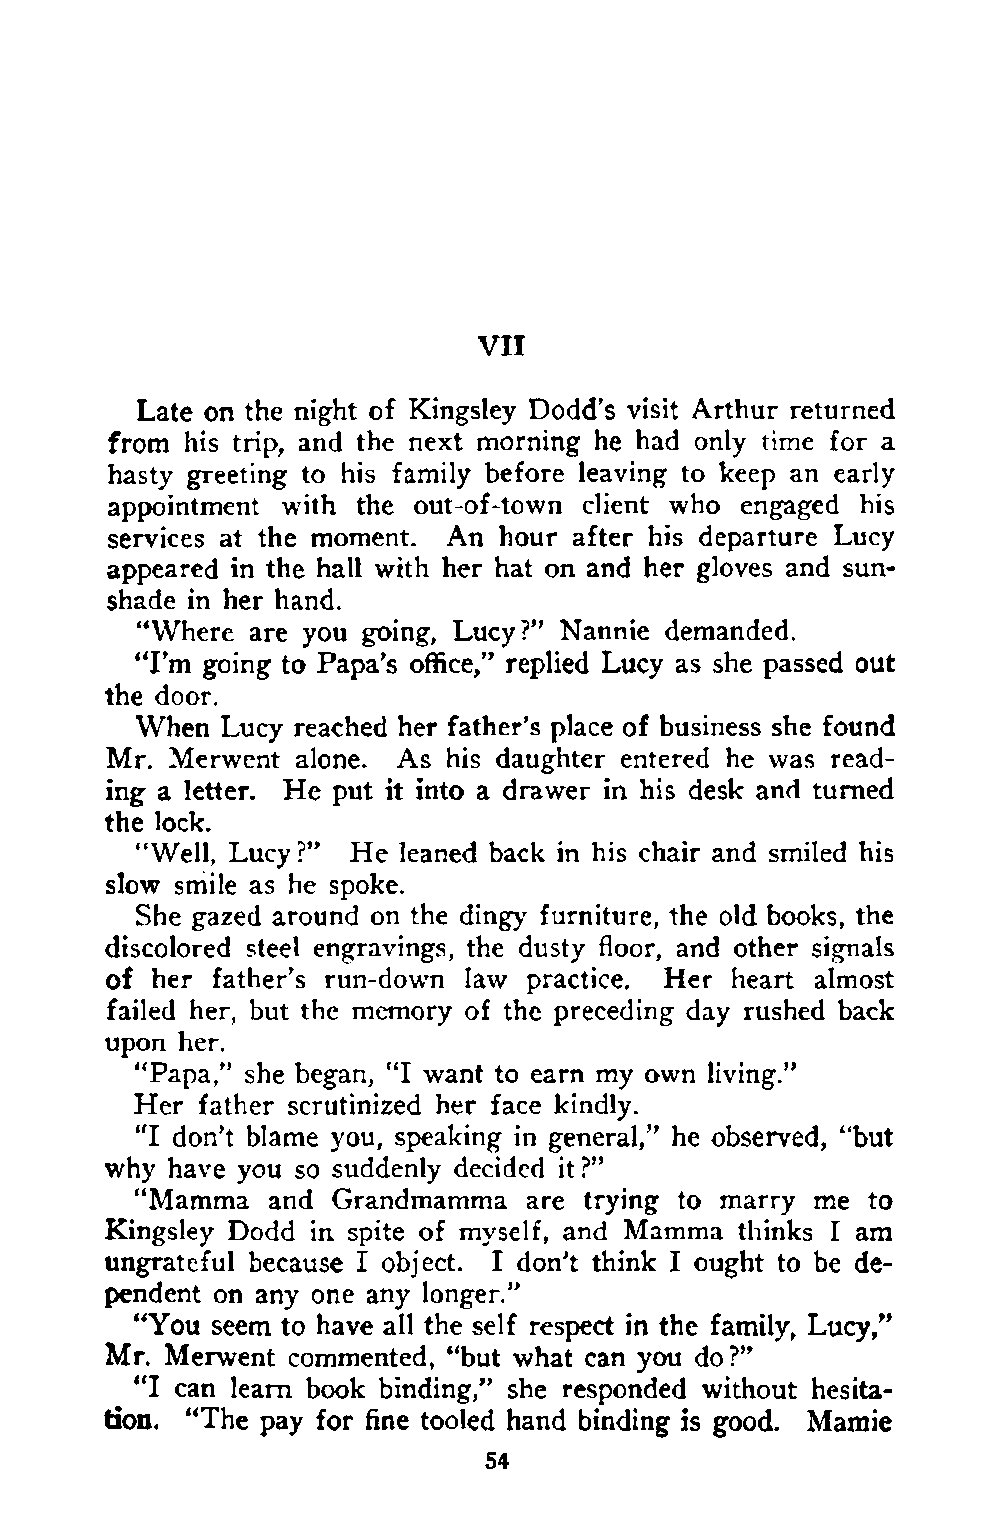 VII
Late on the night of Kingsley Dodd's visit Arthur returned
from his trip, and the next morning he had only time for a
hasty greeting to his family before leaving to keep an early
appointment with the out-of-town client who engaged his
services at the moment. An hour after his departure Lucy
appeared in the hall with her hat on and her gloves and sun-
shade in her hand.
“Where are you going, Lucy?” Nannie demanded.
“I'm going to Papa's office,” replied Lucy as she passed out
the door.
When Lucy reached her father's place of business she found
Mr. Merwent alone. As his daughter entered he was read-
ing a letter. He put it into a drawer in his desk and turned
the lock.
“Well, Lucy?” He leaned back in his chair and smiled his
slow smile as he spoke.
She gazed around on the dingy furniture, the old books, the
discolored steel engravings, the dusty floor, and other signals
of her father's run-down law practice. Her heart almost
failed her, but the memory of the preceding day rushed back
upon her.
“Papa,” she began, “I want to earn my own living.”
Her father scrutinized her face kindly.
“I don't blame you, speaking in general,” he observed, “but
why have you so suddenly decided it?”
“Mamma and Grandmamma are trying to marry me to
Kingsley Dodd in spite of myself, and Mamma thinks I am
ungrateful because I object. I don't think I ought to be de-
pendent on any one any longer.”
“You seem to have all the self respect in the family, Lucy,”
Mr. Merwent commented, “but what can you do?”
“I can learn book binding,” she responded without hesita-
tion. “The pay for fine tooled hand binding is good. Mamie
54